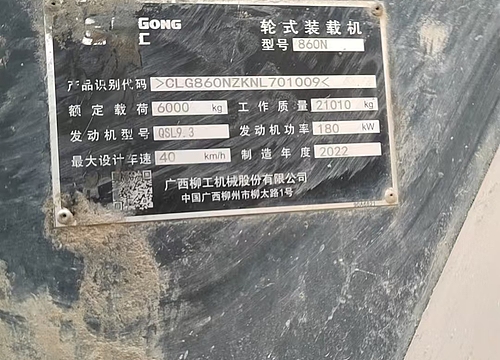 GONG 轮式装载机
工 型号 860N
产品识别代码 >CLG860NZKNL701009<
额定载荷 6000 kg 工作质量 21010 kg
发动机型号 QSL9.3 发动机功率 180 kW
最大设计车速 40 km/h 制造年度 2022
广西柳工机械股份有限公司
中国广西柳州市柳太路1号